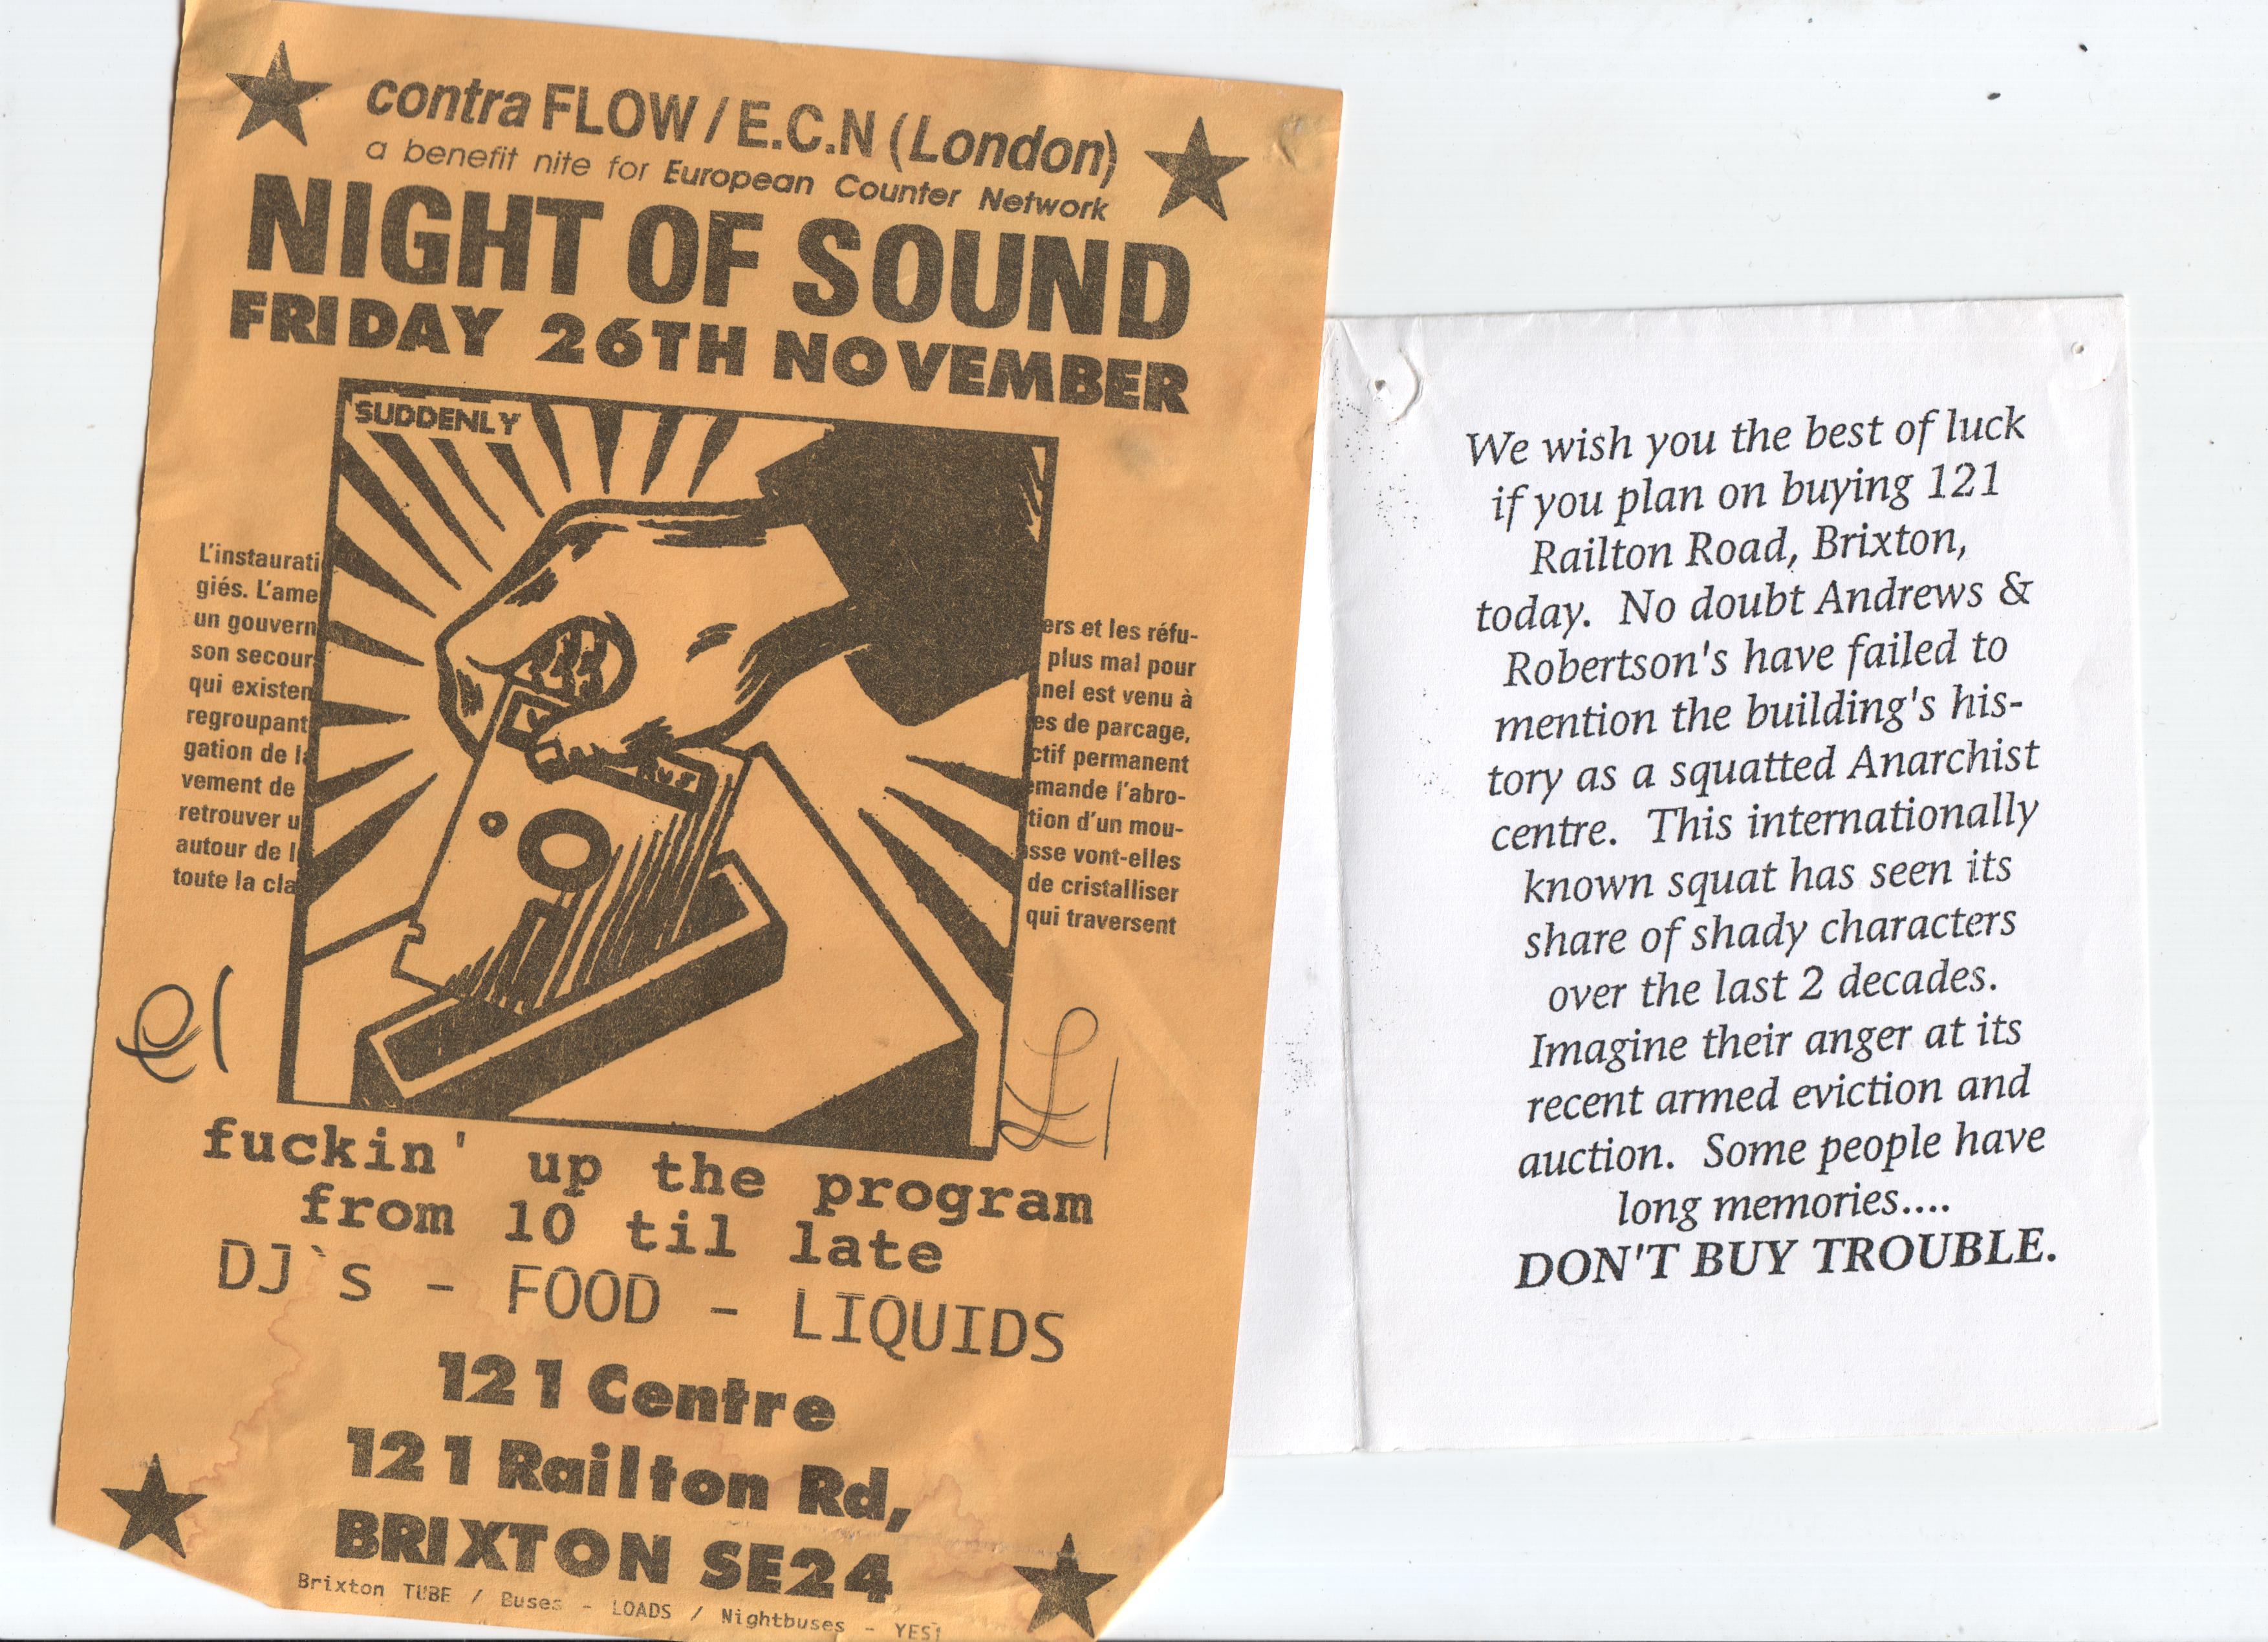 contra FLOW / E.C.N (London)
a benefit nite for European Counter Network
NIGHT OF SOUND
FRIDAY 26TH NOVEMBER
SUDDENLY
L'instaurati
giés. L'ame
un gouvern
son secours
qui existen
regroupant
gation de la
vement de
retrouver u
autour de l
toute la cla
ers et les réfu-
plus mal pour
nel est venu à
es de parcage,
ctif permanent
emande l'abro-
tion d'un mou-
sse vont-elles
de cristalliser
qui traversent
£1
£1
fuckin' up the program
from 10 til late
DJ`s - FOOD - LIQUIDS
121 Centre
121 Railton Rd,
BRIXTON SE24
Brixton TUBE / Buses - LOADS / Nightbuses - YES!
We wish you the best of luck
if you plan on buying 121
Railton Road, Brixton,
today. No doubt Andrews &
Robertson's have failed to
mention the building's his-
tory as a squatted Anarchist
centre. This internationally
known squat has seen its
share of shady characters
over the last 2 decades.
Imagine their anger at its
recent armed eviction and
auction. Some people have
long memories....
DON'T BUY TROUBLE.